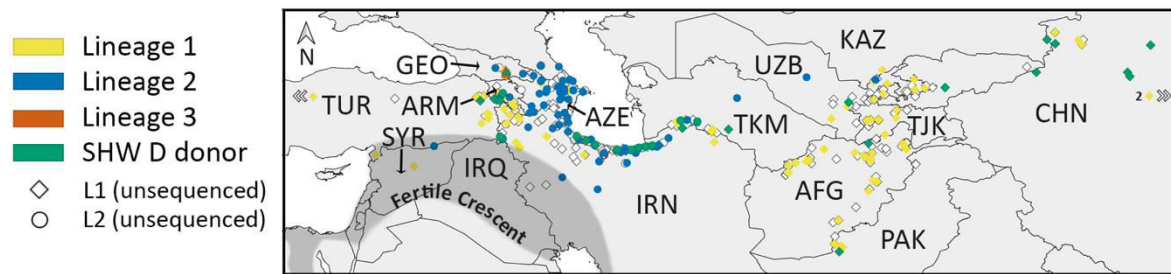 Lineage 1
Lineage 2
Lineage 3
SHW D donor
L1 (unsequenced)
L2 (unsequenced)
N
GEO
KAZ
UZB
TUR
ARM
AZE
TKM
TJK
CHN
2
SYR
IRQ
IRN
AFG
PAK
Fertile Crescent